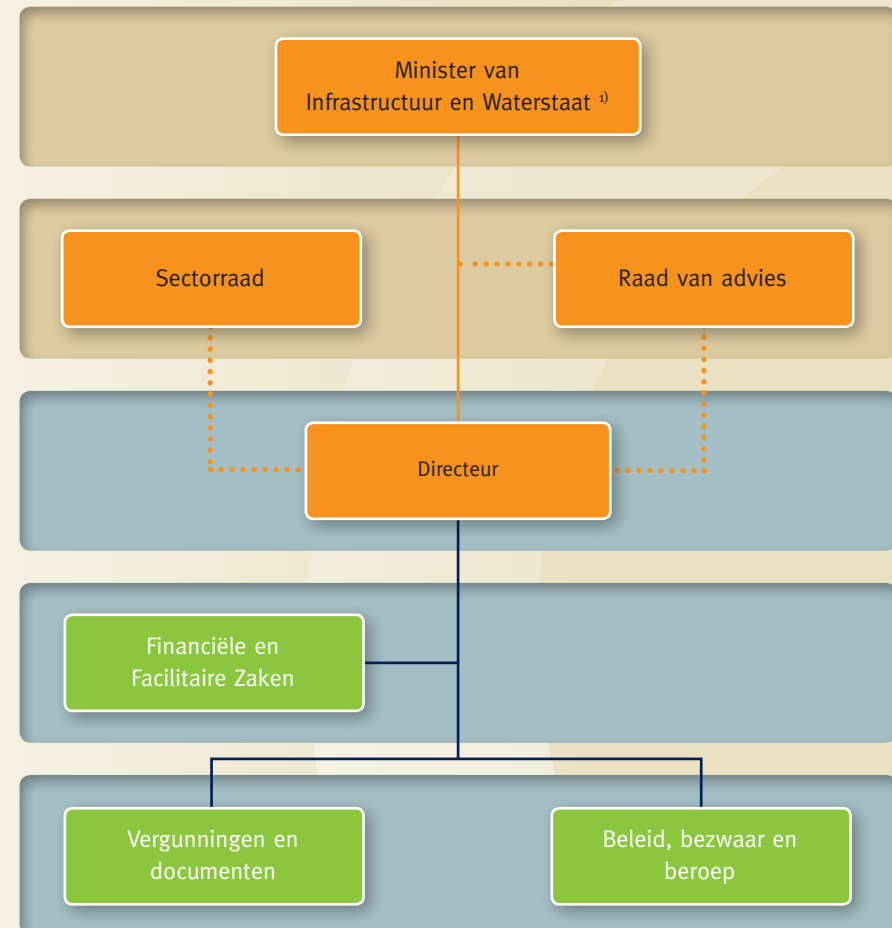 Minister van
Infrastructuur en Waterstaat ¹⁾
Sectorraad
Raad van advies
Directeur
Financiële en
Facilitaire Zaken
Vergunningen en
documenten
Beleid, bezwaar en
beroep